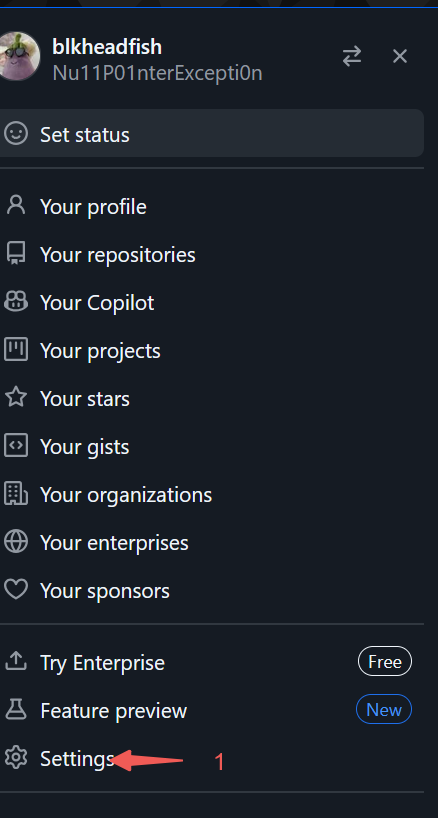 blkheadfish
Nu11P01nterExcepti0n
Set status
Your profile
Your repositories
Your Copilot
Your projects
Your stars
Your gists
Your organizations
Your enterprises
Your sponsors
Try Enterprise Free
Feature preview New
Settings 1